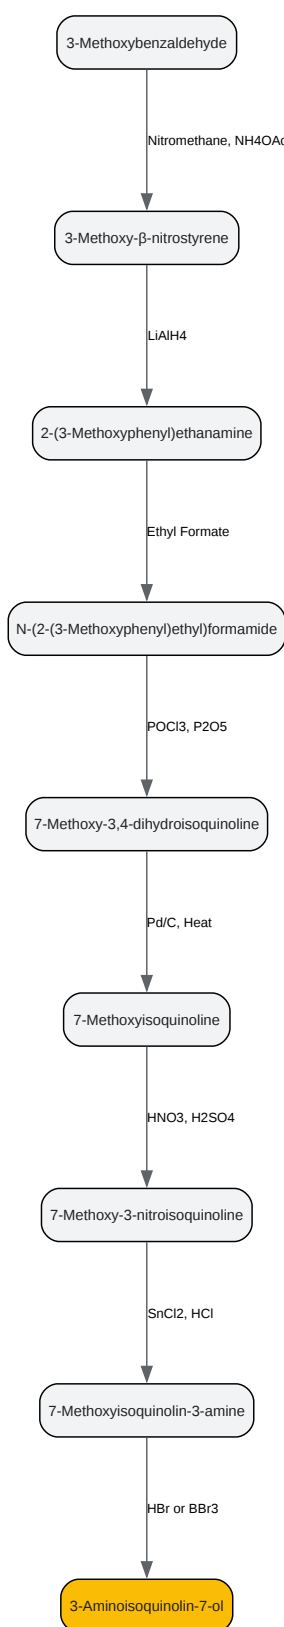 3-Methoxybenzaldehyde
Nitromethane, NH4OAc
3-Methoxy-β-nitrostyrene
LiAlH4
2-(3-Methoxyphenyl)ethanamine
Ethyl Formate
N-(2-(3-Methoxyphenyl)ethyl)formamide
POCl3, P2O5
7-Methoxy-3,4-dihydroisoquinoline
Pd/C, Heat
7-Methoxyisoquinoline
HNO3, H2SO4
7-Methoxy-3-nitroisoquinoline
SnCl2, HCl
7-Methoxyisoquinolin-3-amine
HBr or BBr3
3-Aminoisoquinolin-7-ol